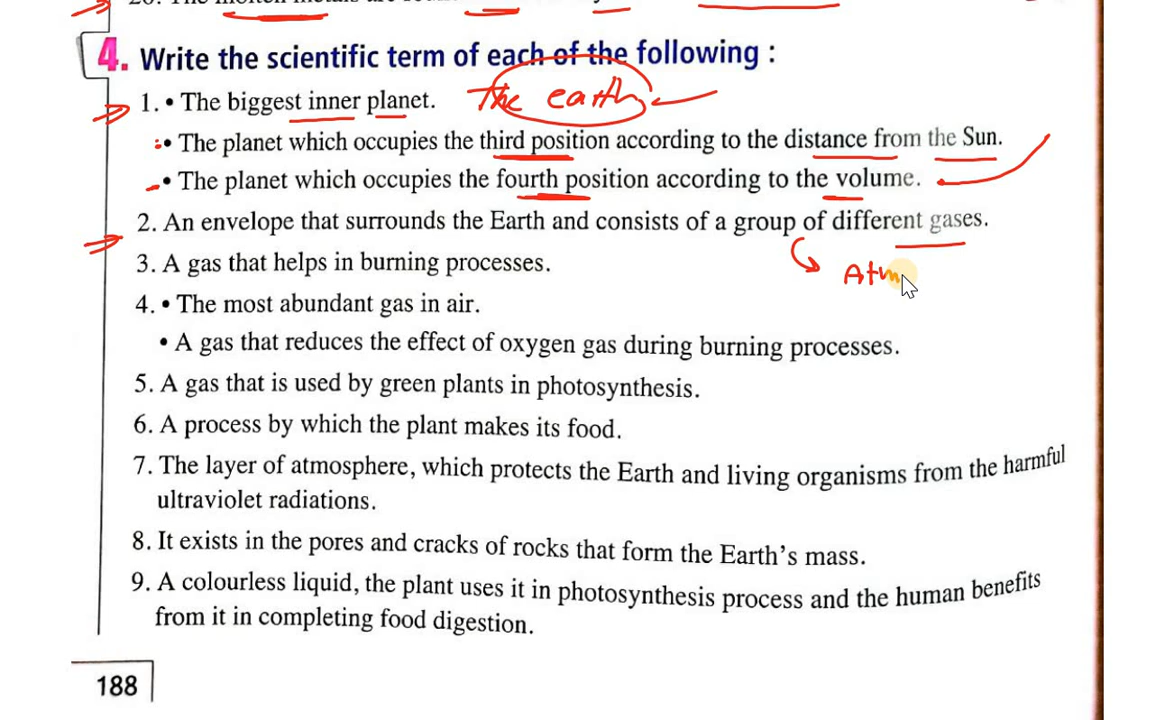 4. Write the scientific term of each of the following :
1. • The biggest inner planet. The earth
• The planet which occupies the third position according to the distance from the Sun.
• The planet which occupies the fourth position according to the volume.
2. An envelope that surrounds the Earth and consists of a group of different gases.
Atm
3. A gas that helps in burning processes.
4. • The most abundant gas in air.
• A gas that reduces the effect of oxygen gas during burning processes.
5. A gas that is used by green plants in photosynthesis.
6. A process by which the plant makes its food.
7. The layer of atmosphere, which protects the Earth and living organisms from the harmful
ultraviolet radiations.
8. It exists in the pores and cracks of rocks that form the Earth's mass.
9. A colourless liquid, the plant uses it in photosynthesis process and the human benefits
from it in completing food digestion.
188